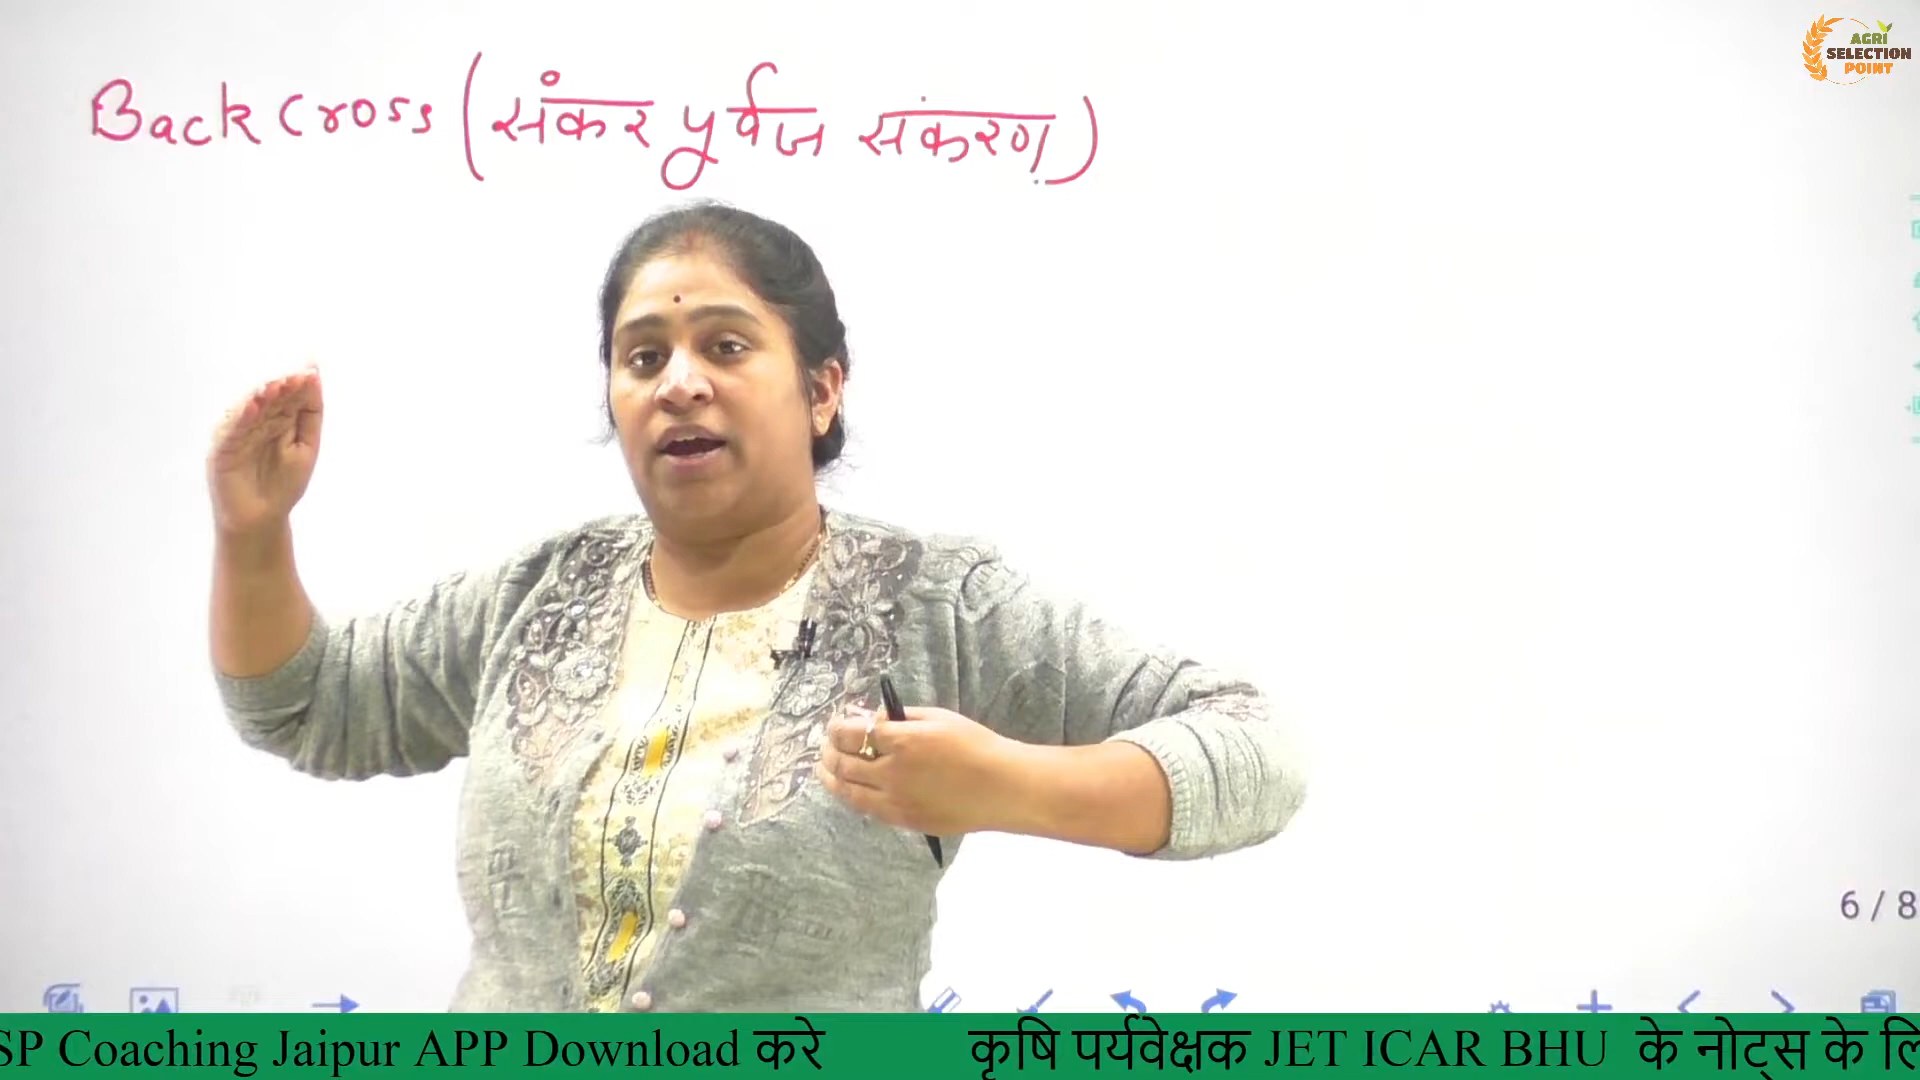 Back Cross (संकर पूर्वज संकरण)
AGRI
SELECTION
POINT
6 / 8
SP Coaching Jaipur APP Download करे कृषि पर्यवेक्षक JET ICAR BHU के नोट्स के लि